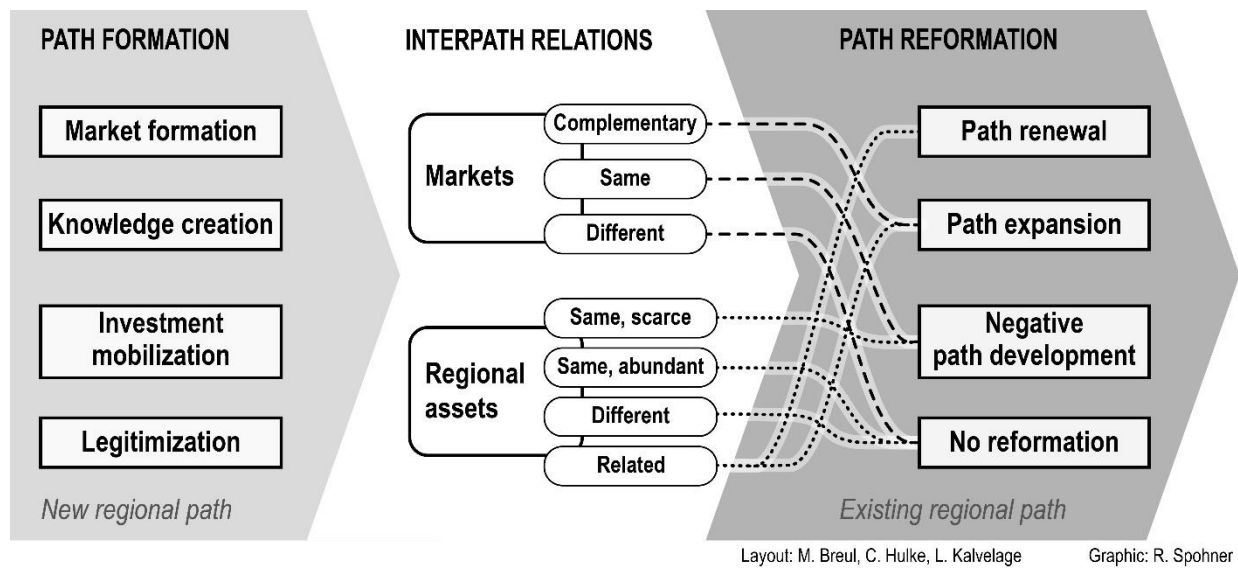 PATH FORMATION
Market formation
Knowledge creation
Investment
mobilization
Legitimization
New regional path
INTERPATH RELATIONS
Markets
Complementary
Same
Different
Regional
assets
Same, scarce
Same, abundant
Different
Related
PATH REFORMATION
Path renewal
Path expansion
Negative
path development
No reformation
Existing regional path
Layout: M. Breul, C. Hulke, L. Kalvelage
Graphic: R. Spohner